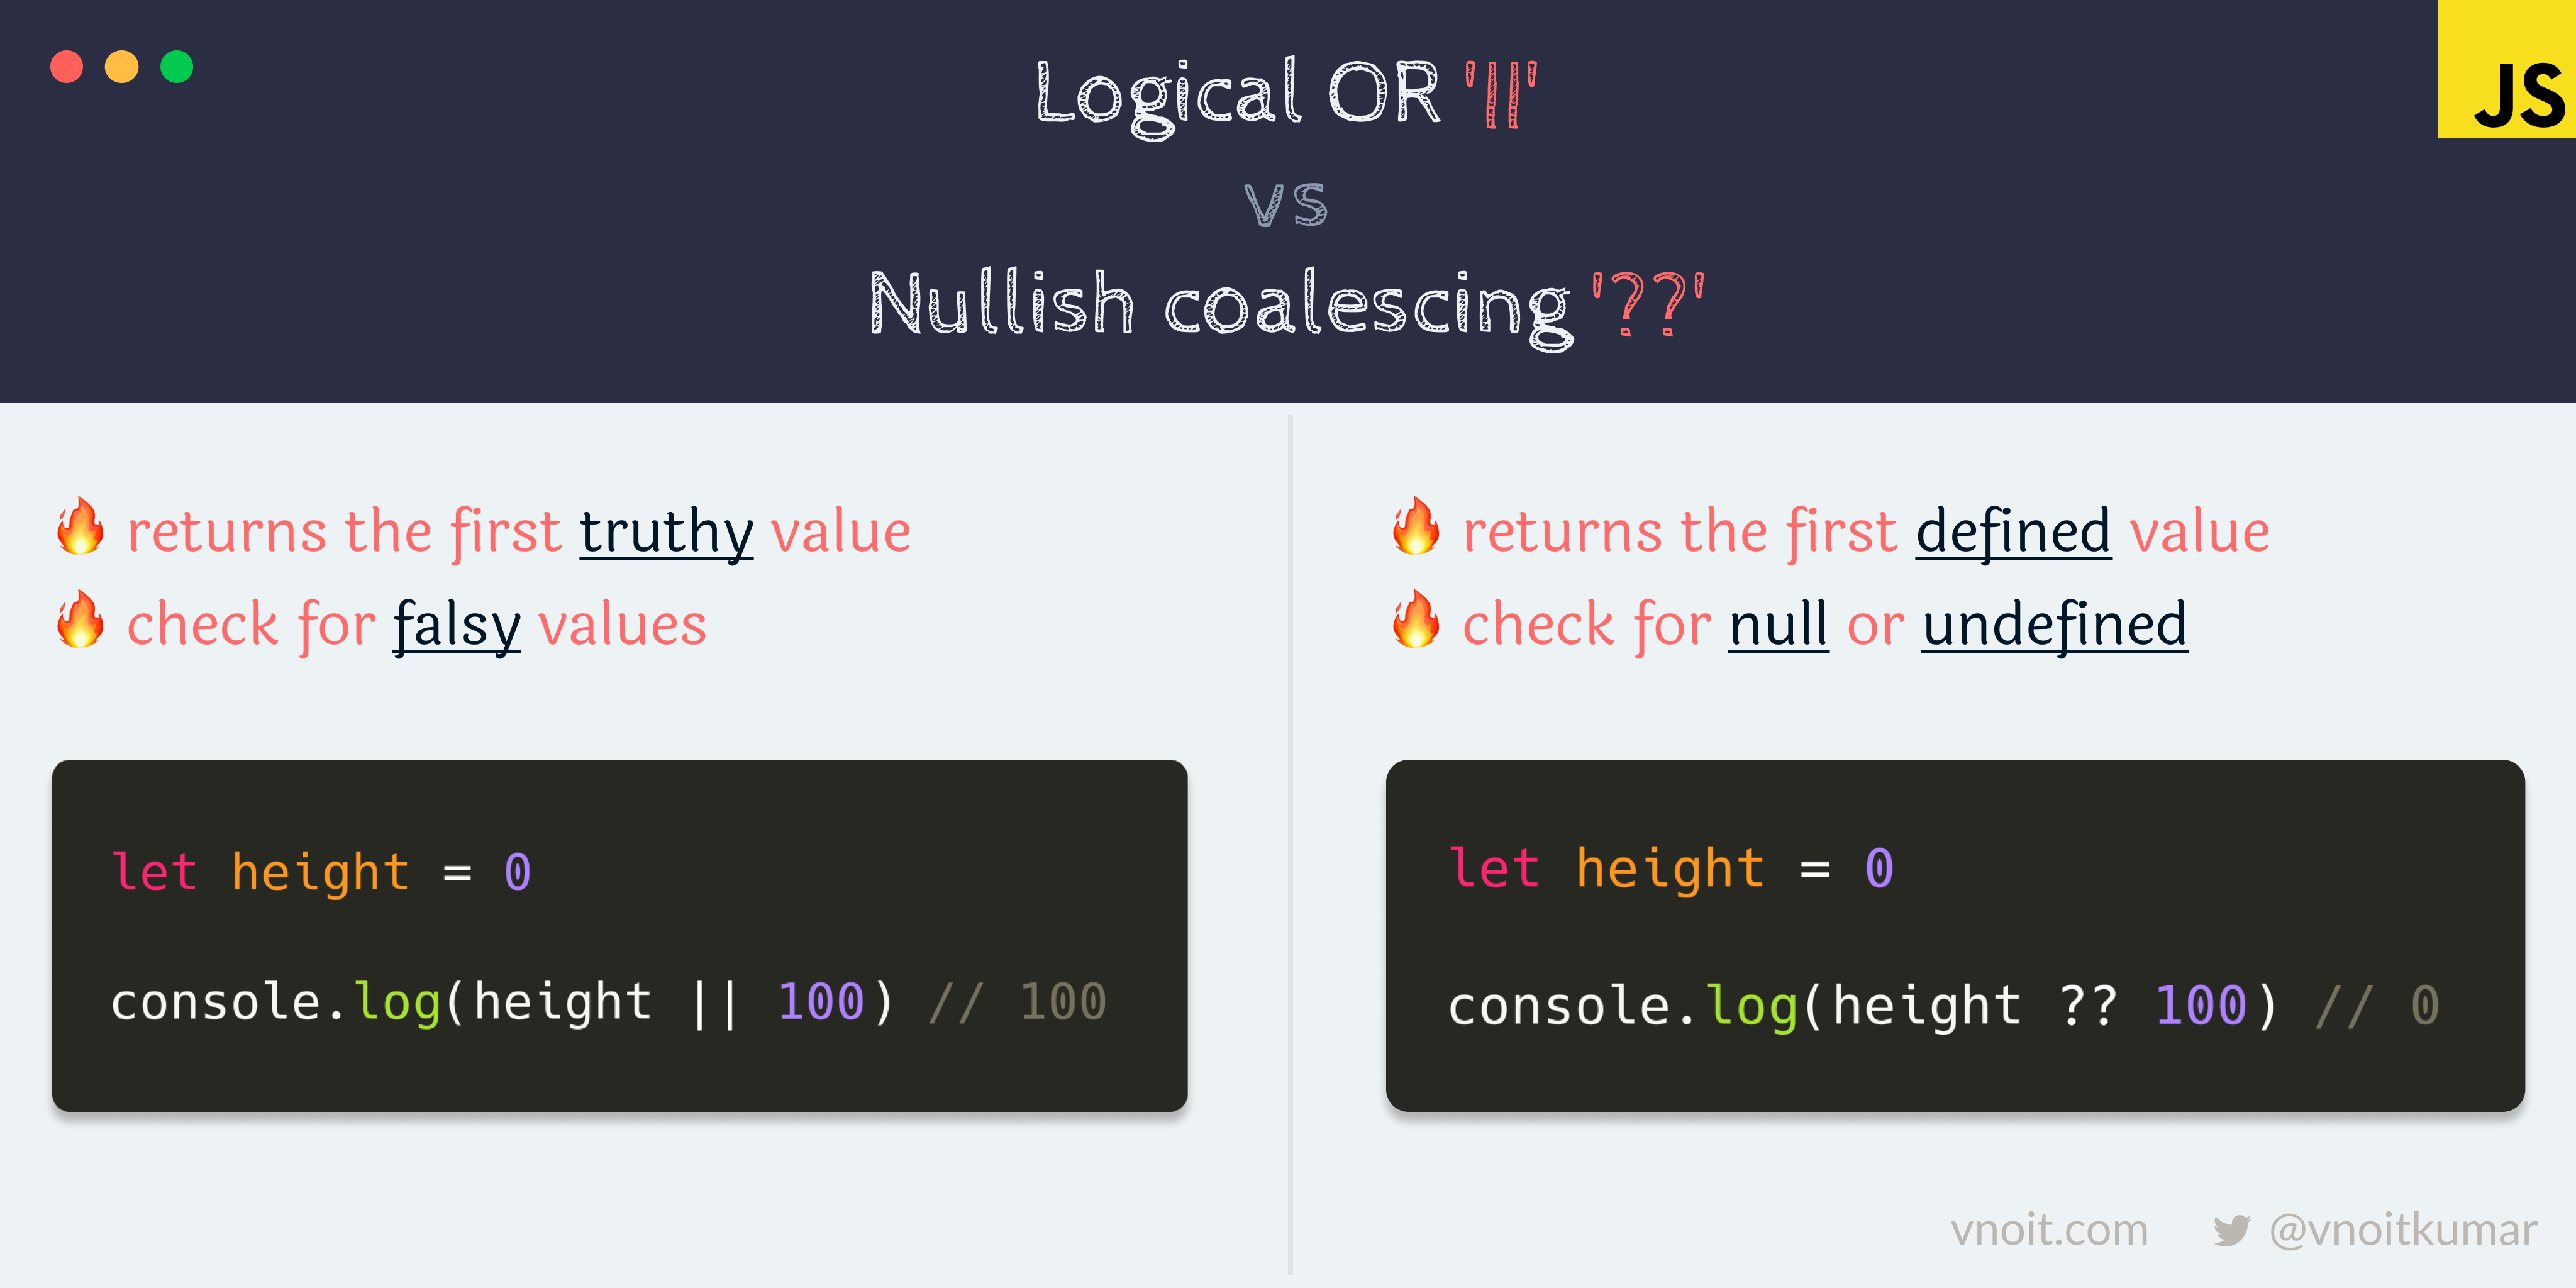 Logical OR '||'
JS
vs
Nullish coalescing '??'
🔥 returns the first truthy value
🔥 check for falsy values
let height = 0
console.log(height || 100) // 100
🔥 returns the first defined value
🔥 check for null or undefined
let height = 0
console.log(height ?? 100) // 0
vnoit.com @vnoitkumar